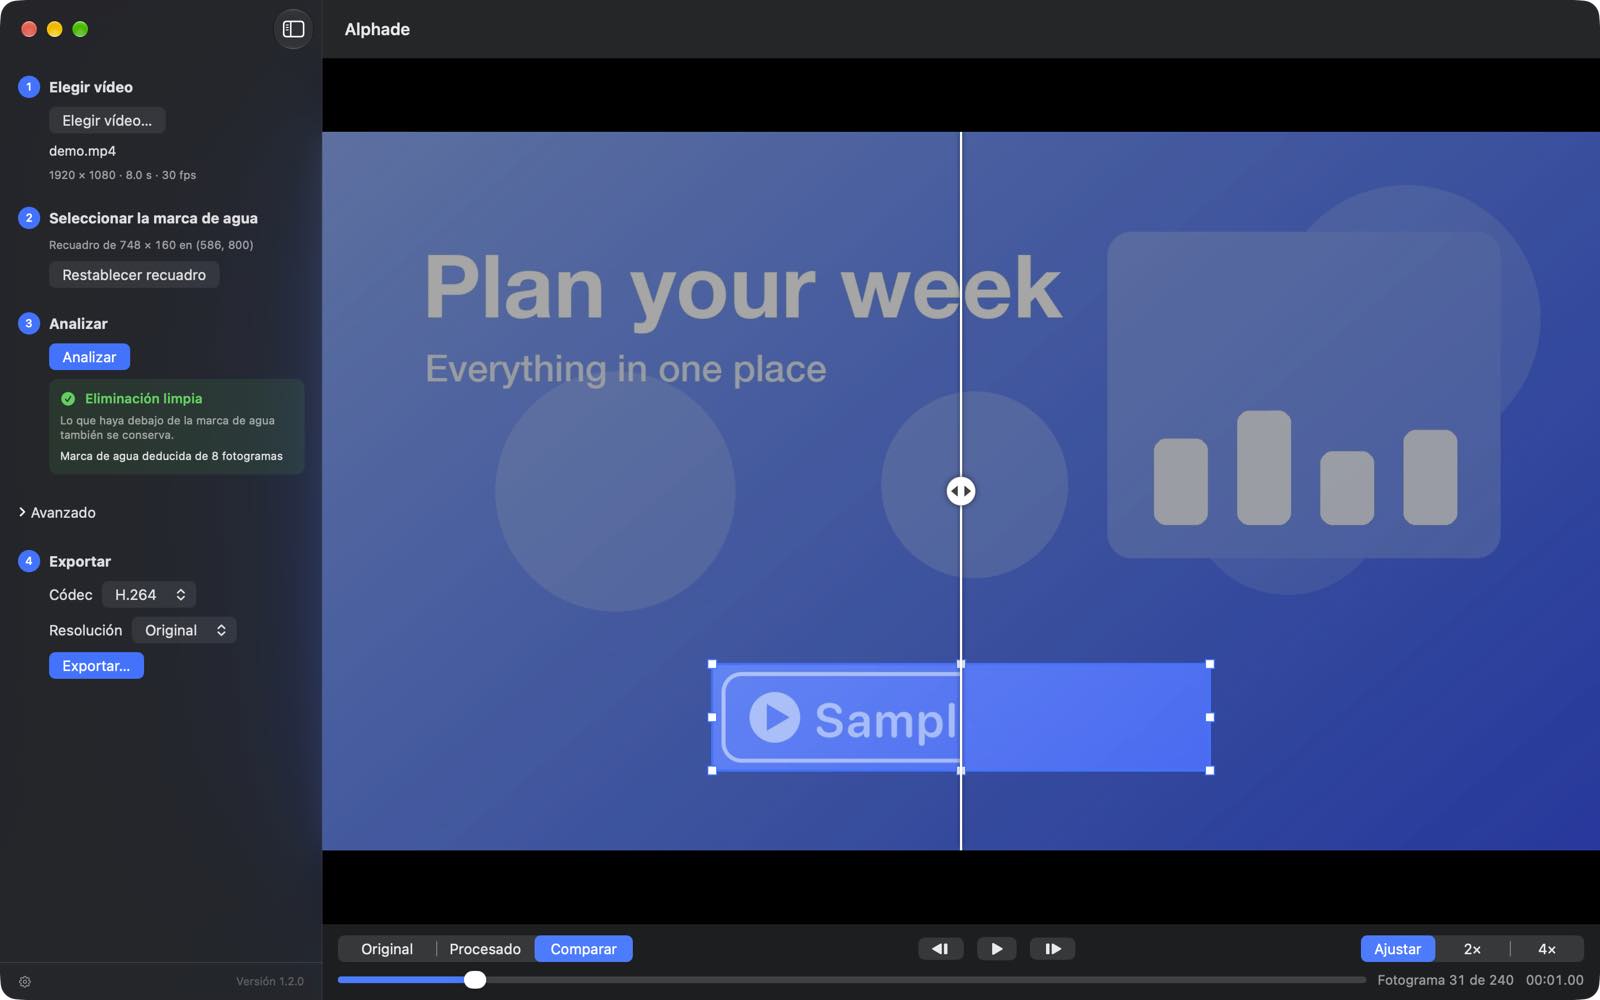 Alphade
1 Elegir vídeo
Elegir vídeo...
demo.mp4
1920 × 1080 · 8.0 s · 30 fps
2 Seleccionar la marca de agua
Recuadro de 748 × 160 en (586, 800)
Restablecer recuadro
3 Analizar
Analizar
Eliminación limpia
Lo que haya debajo de la marca de agua
también se conserva.
Marca de agua deducida de 8 fotogramas
Avanzado
4 Exportar
Códec H.264
Resolución Original
Exportar...
Versión 1.2.0
Plan your week
Everything in one place
Sampl
Original Procesado Comparar
Ajustar 2× 4×
Fotograma 31 de 240 00:01.00